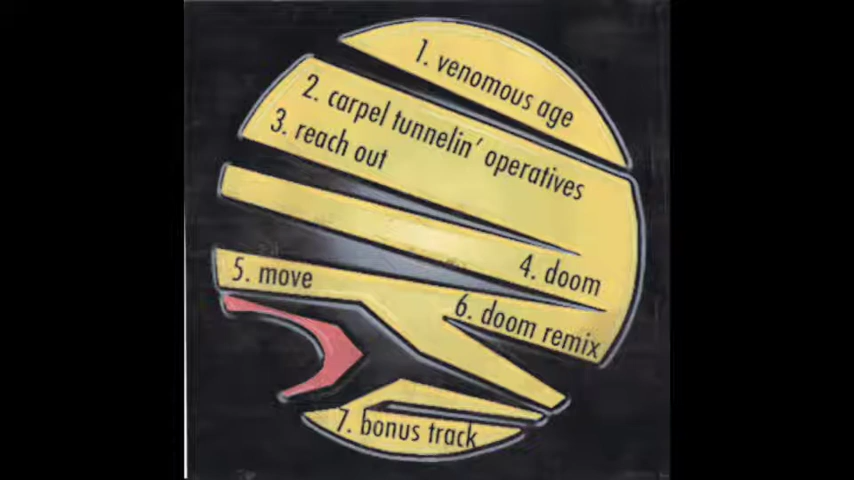 1. venomous age
2. carpel tunnelin' operatives
3. reach out
4. doom
5. move
6. doom remix
7. bonus track